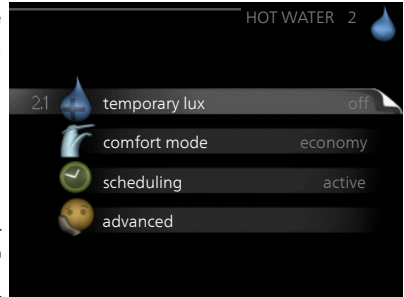 HOT WATER 2
2.1 temporary lux off
comfort mode economy
scheduling active
advanced